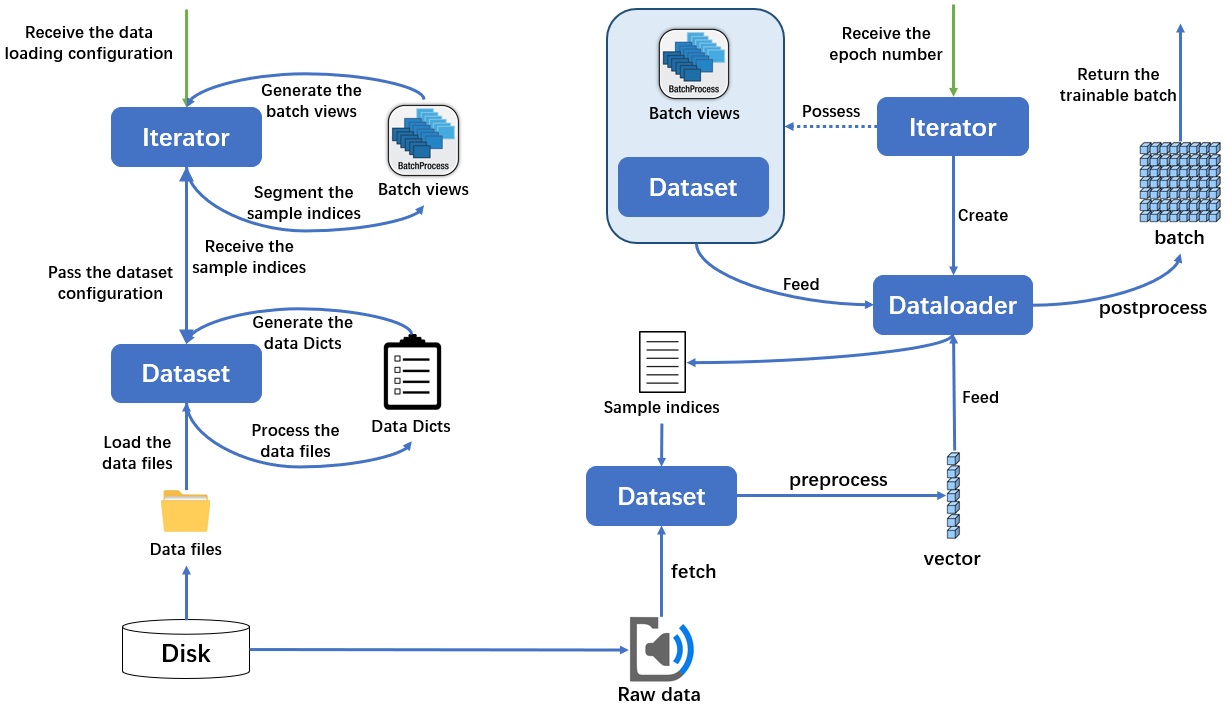 Receive the data
loading configuration
Generate the
batch views
Iterator
BatchProcess
Batch views
Segment the
sample indices
Receive the
sample indices
Pass the dataset
configuration
Generate the
data Dicts
Dataset
Data Dicts
Process the
data files
Load the
data files
Data files
Disk
BatchProcess
Batch views
Dataset
Possess
Receive the
epoch number
Iterator
Return the
trainable batch
batch
Create
Feed
Dataloader
postprocess
Sample indices
Feed
Dataset
preprocess
vector
fetch
Raw data